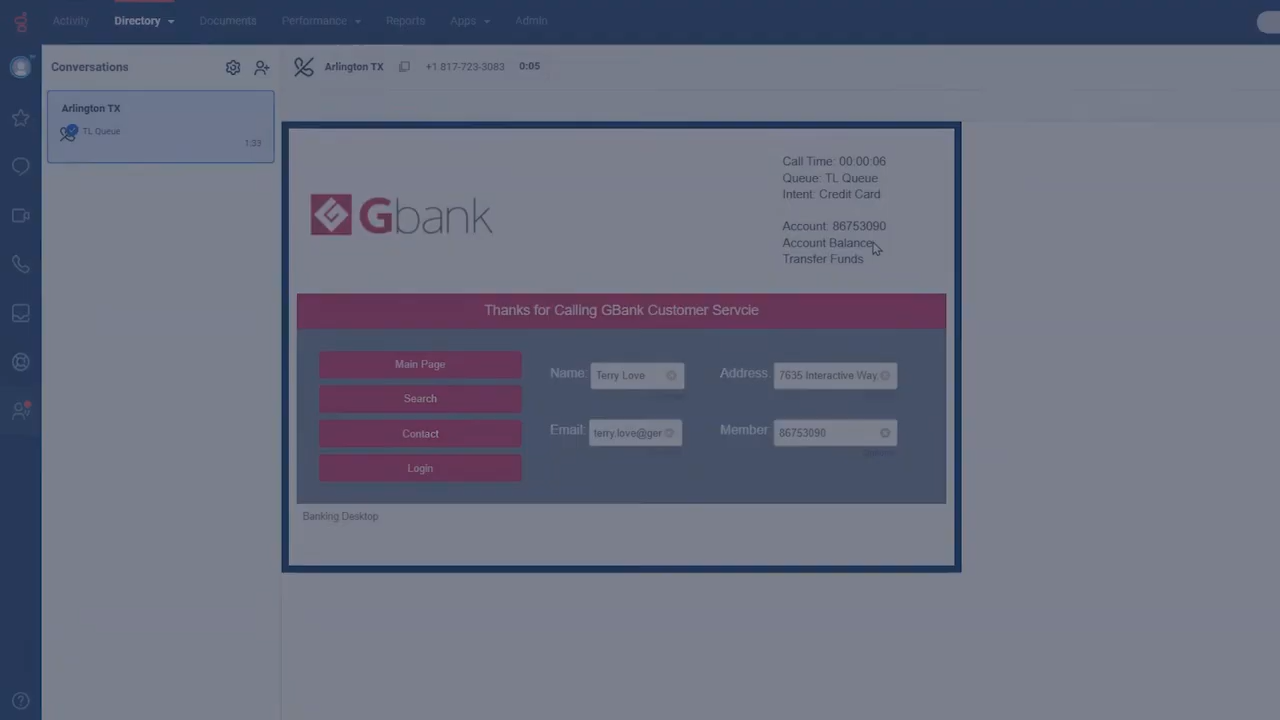 Activity Directory Documents Performance Reports Apps Admin
Conversations
Arlington TX +1 817-723-3083 0:05
Arlington TX
TL Queue
1:33
Call Time: 00:00:06
Queue: TL Queue
Intent: Credit Card
Account: 86753090
Account Balance
Transfer Funds
Gbank
Thanks for Calling GBank Customer Servcie
Main Page
Search
Contact
Login
Name: Terry Love
Address 7635 Interactive Way,
Email: terry.love@ger
Member 86753090
Banking Desktop